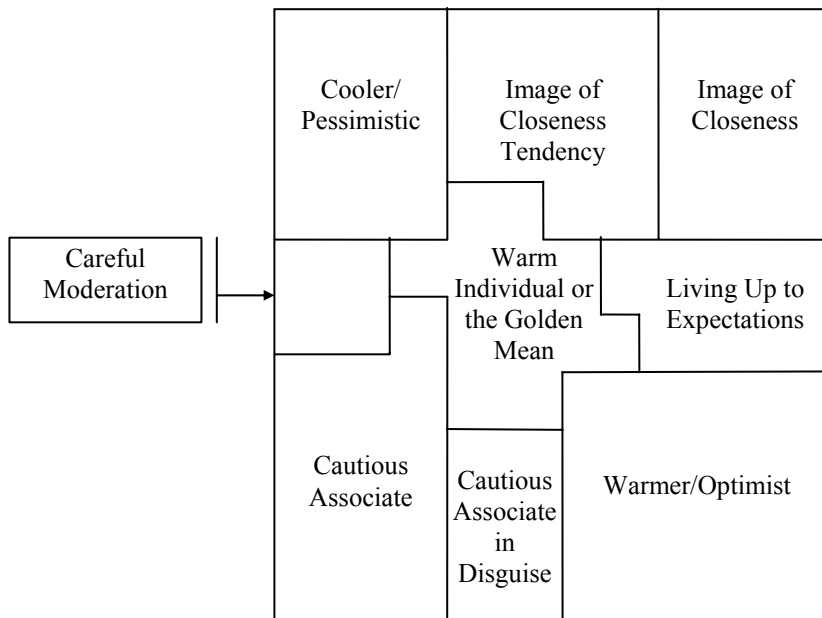 Cooler/
Pessimistic
Image of
Closeness
Tendency
Image of
Closeness
Careful
Moderation
Warm
Individual or
the Golden
Mean
Living Up to
Expectations
Cautious
Associate
Cautious
Associate
in
Disguise
Warmer/Optimist